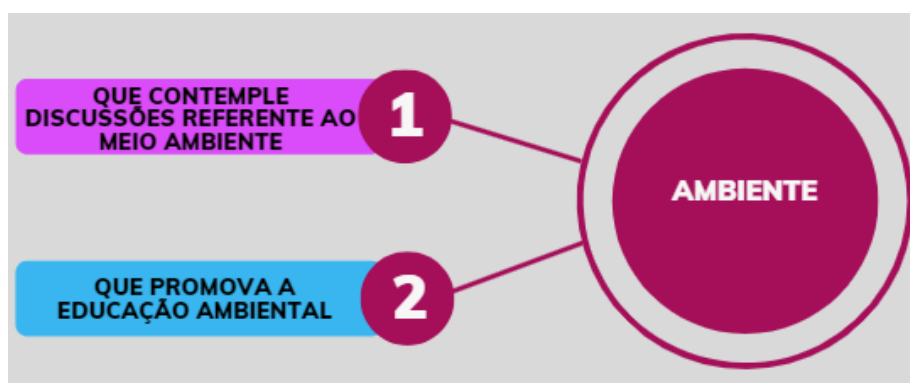 QUE CONTEMPLE
DISCUSSÕES REFERENTE AO
MEIO AMBIENTE
1
AMBIENTE
QUE PROMOVA A
EDUCAÇÃO AMBIENTAL
2